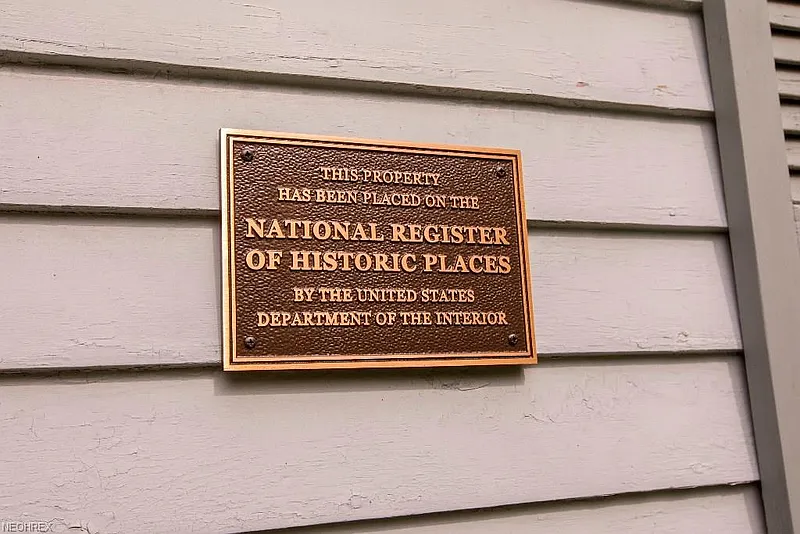 THIS PROPERTY
HAS BEEN PLACED ON THE
NATIONAL REGISTER
OF HISTORIC PLACES
BY THE UNITED STATES
DEPARTMENT OF THE INTERIOR
NEOHREX